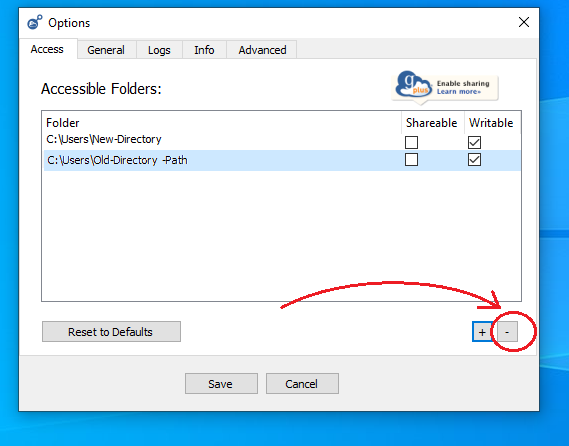 Options
Access General Logs Info Advanced
Accessible Folders:
g
plus
Enable sharing
Learn more»
Folder Shareable Writable
C:\Users\New-Directory
C:\Users\Old-Directory -Path
Reset to Defaults + -
Save Cancel